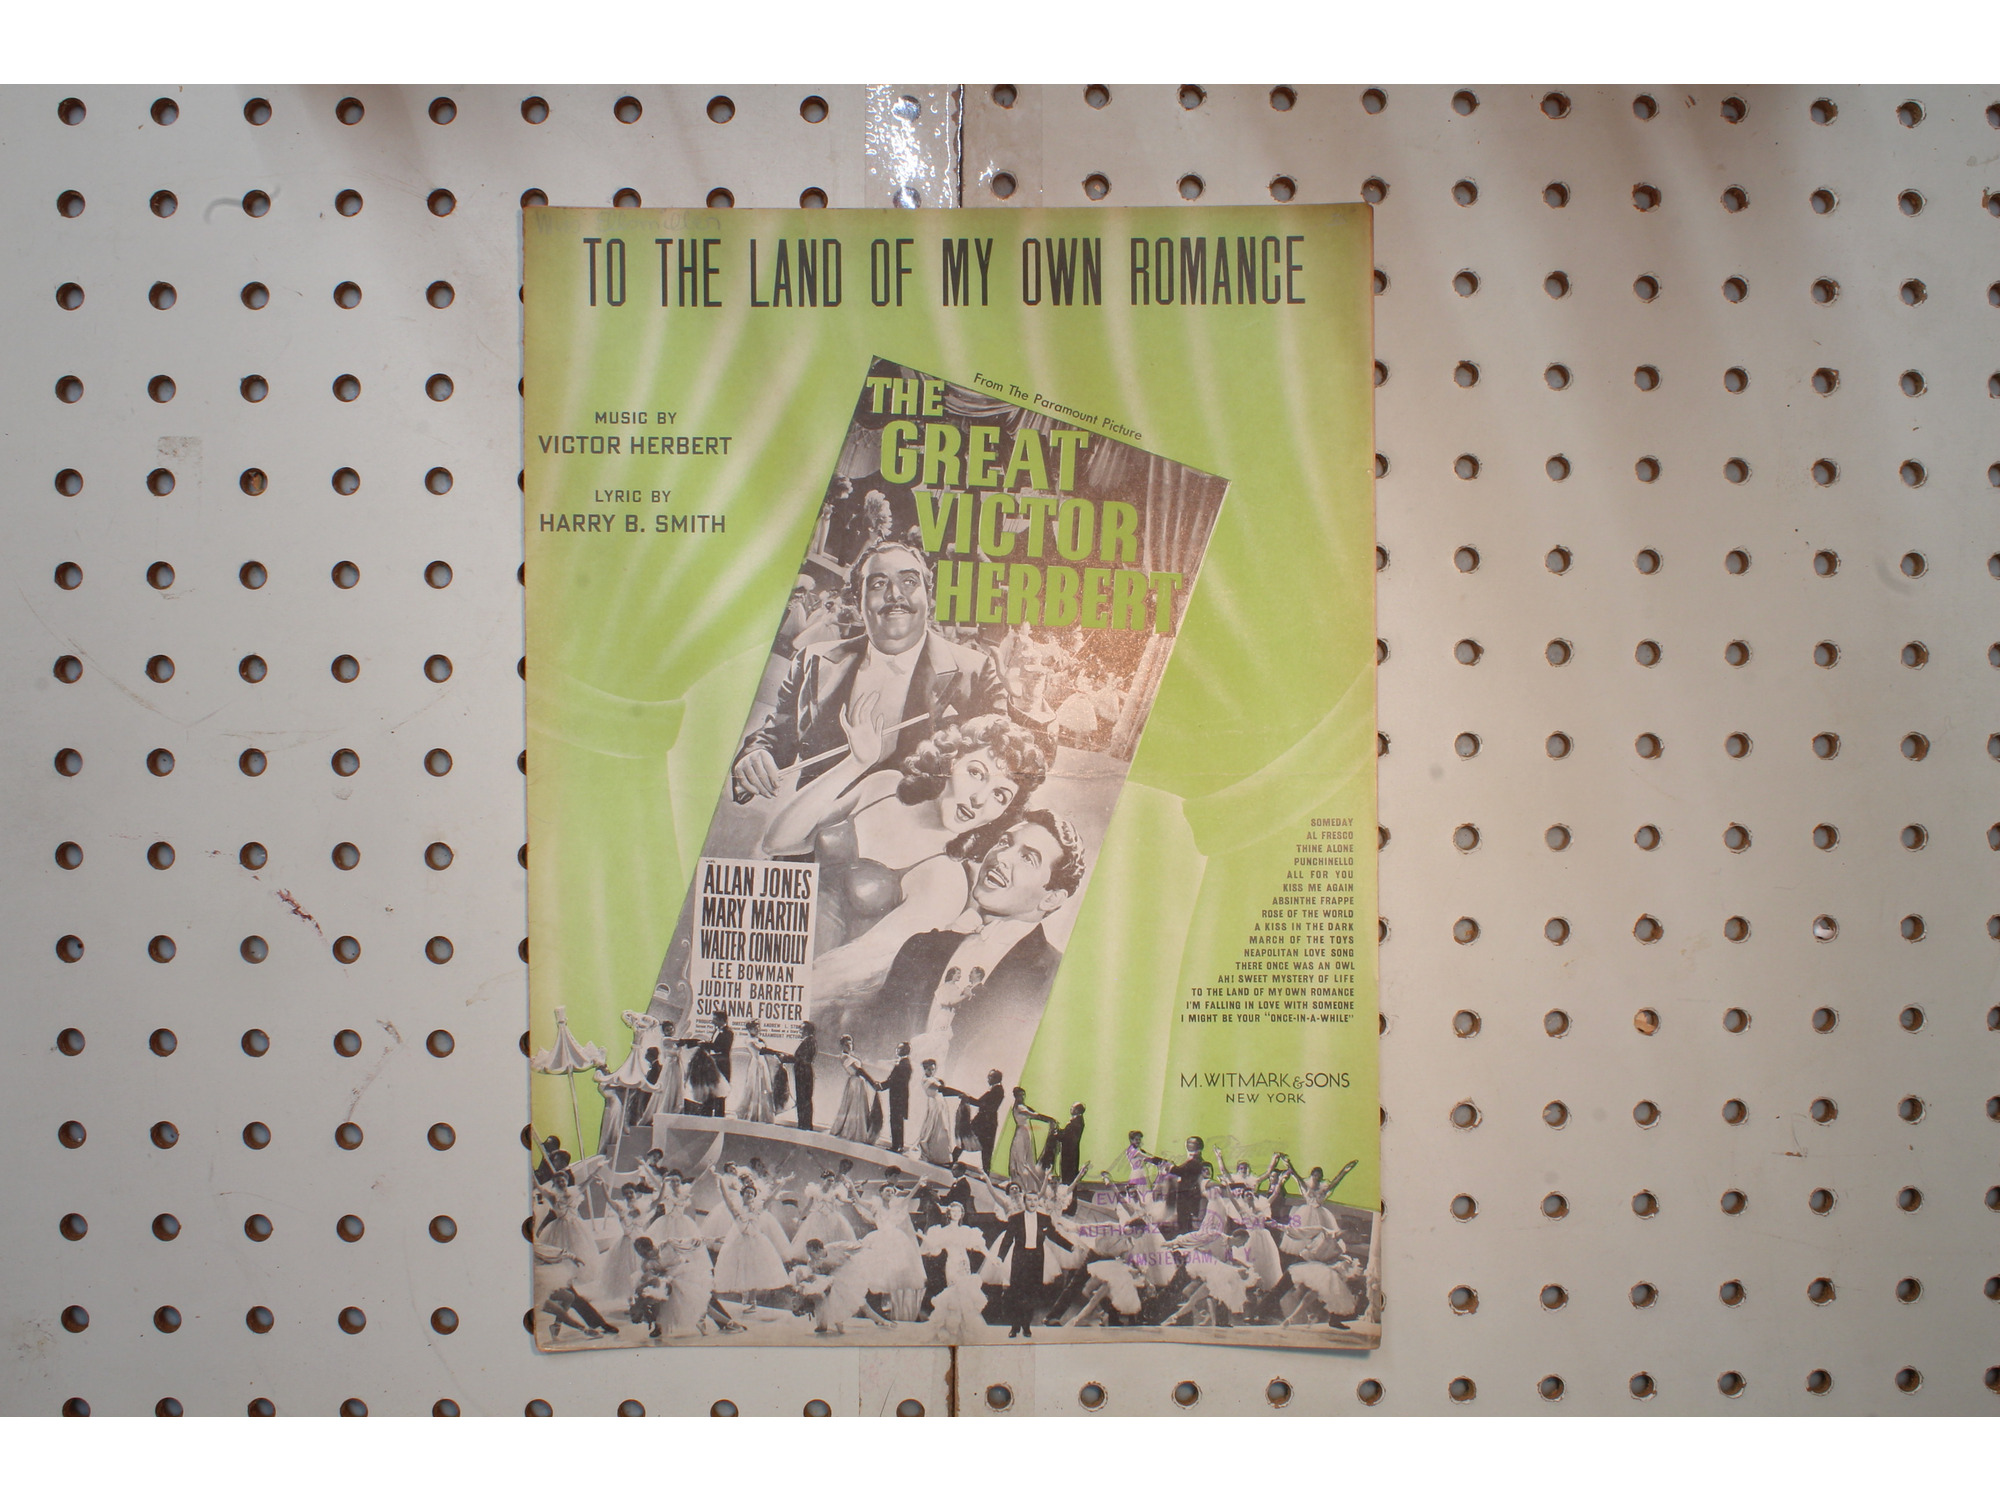 TO THE LAND OF MY OWN ROMANCE
From The Paramount Picture
THE
GREAT
VICTOR
HERBERT
MUSIC BY
VICTOR HERBERT
LYRIC BY
HARRY B. SMITH
WITH
ALLAN JONES
MARY MARTIN
WALTER CONNOLLY
LEE BOWMAN
JUDITH BARRETT
SUSANNA FOSTER
SOMEDAY
AL FRESCO
THINE ALONE
PUNCHINELLO
ALL FOR YOU
KISS ME AGAIN
ABSINTHE FRAPPE
ROSE OF THE WORLD
A KISS IN THE DARK
MARCH OF THE TOYS
NEAPOLITAN LOVE SONG
THERE ONCE WAS AN OWL
AH! SWEET MYSTERY OF LIFE
TO THE LAND OF MY OWN ROMANCE
I'M FALLING IN LOVE WITH SOMEONE
I MIGHT BE YOUR "ONCE-IN-A-WHILE"
M. WITMARK & SONS
NEW YORK
AMSTERDAM, N. Y.